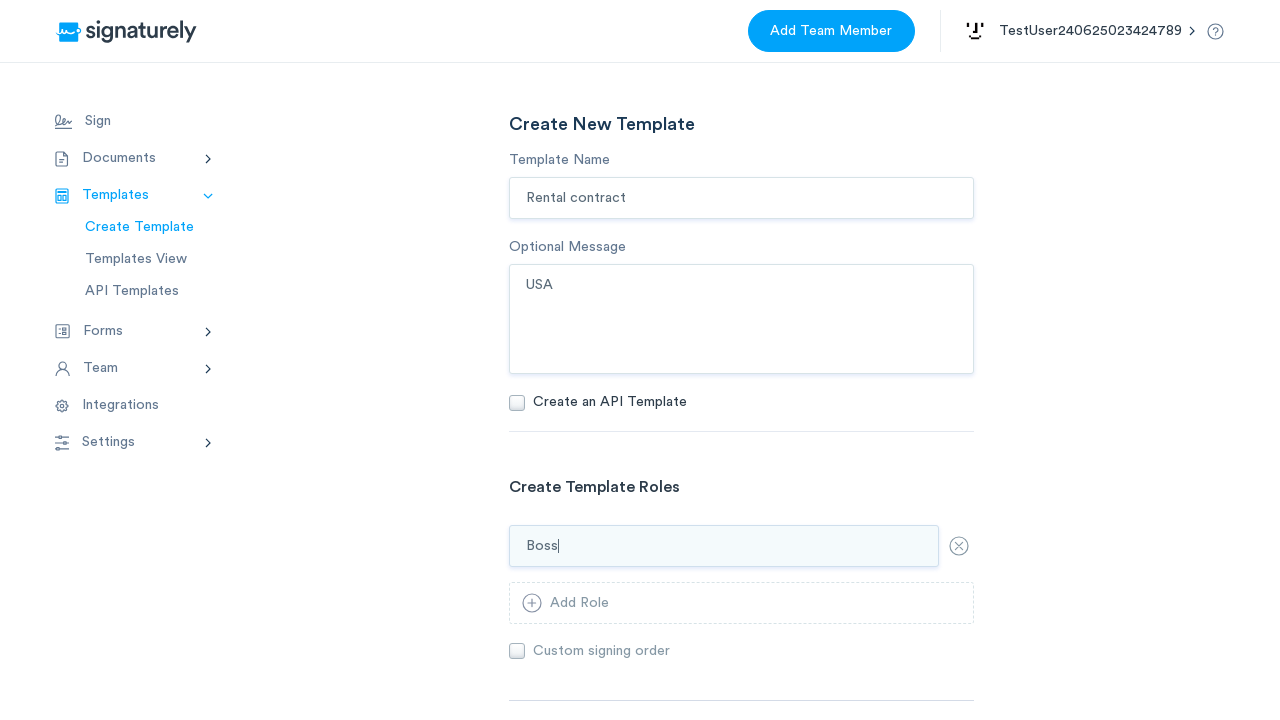 signaturely
Add Team Member
TestUser240625023424789
Sign
Documents
Templates
Create Template
Templates View
API Templates
Forms
Team
Integrations
Settings
Create New Template
Template Name
Rental contract
Optional Message
USA
Create an API Template
Create Template Roles
Boss
Add Role
Custom signing order